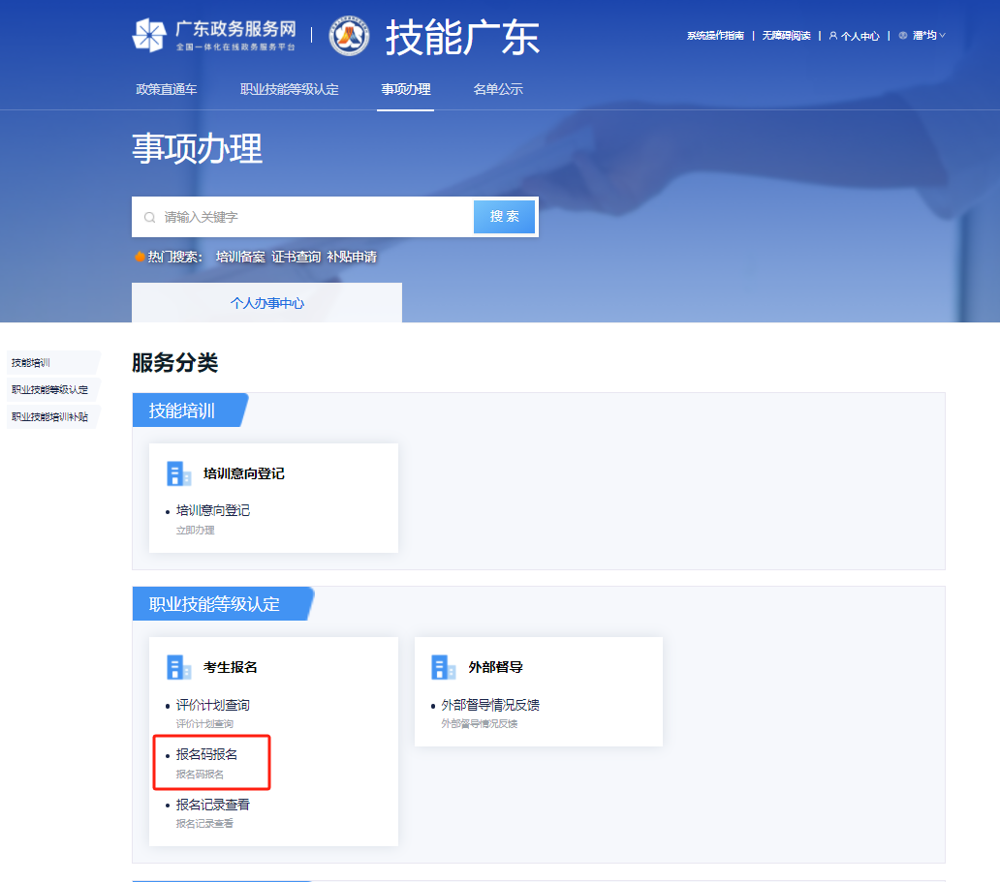 广东政务服务网
全国一体化在线政务服务平台
技能广东
系统操作指南 | 无障碍阅读 | 个人中心 | 潘*均
政策直通车 职业技能等级认定 事项办理 名单公示
事项办理
请输入关键字 搜索
热门搜索： 培训备案 证书查询 补贴申请
个人办事中心
技能培训
职业技能等级认定
职业技能培训补贴
服务分类
技能培训
培训意向登记
培训意向登记
立即办理
职业技能等级认定
考生报名
评价计划查询
评价计划查询
报名码报名
报名码报名
报名记录查看
报名记录查看
外部督导
外部督导情况反馈
外部督导情况反馈